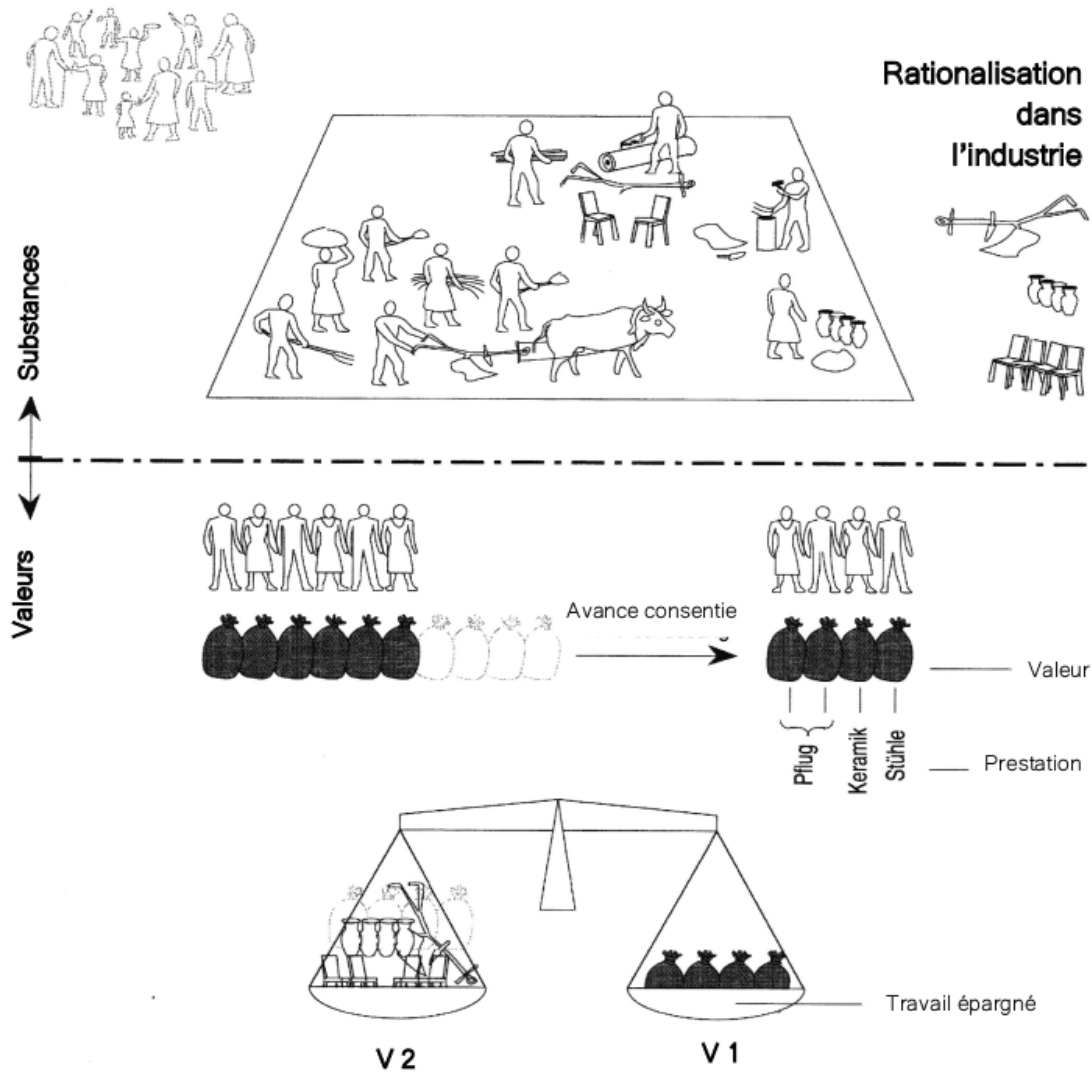 Rationalisation
dans
l'industrie
Substances
Valeurs
Avance consentie
Valeur
Pflug
Keramik
Stühle
Prestation
Travail épargné
V 2
V 1